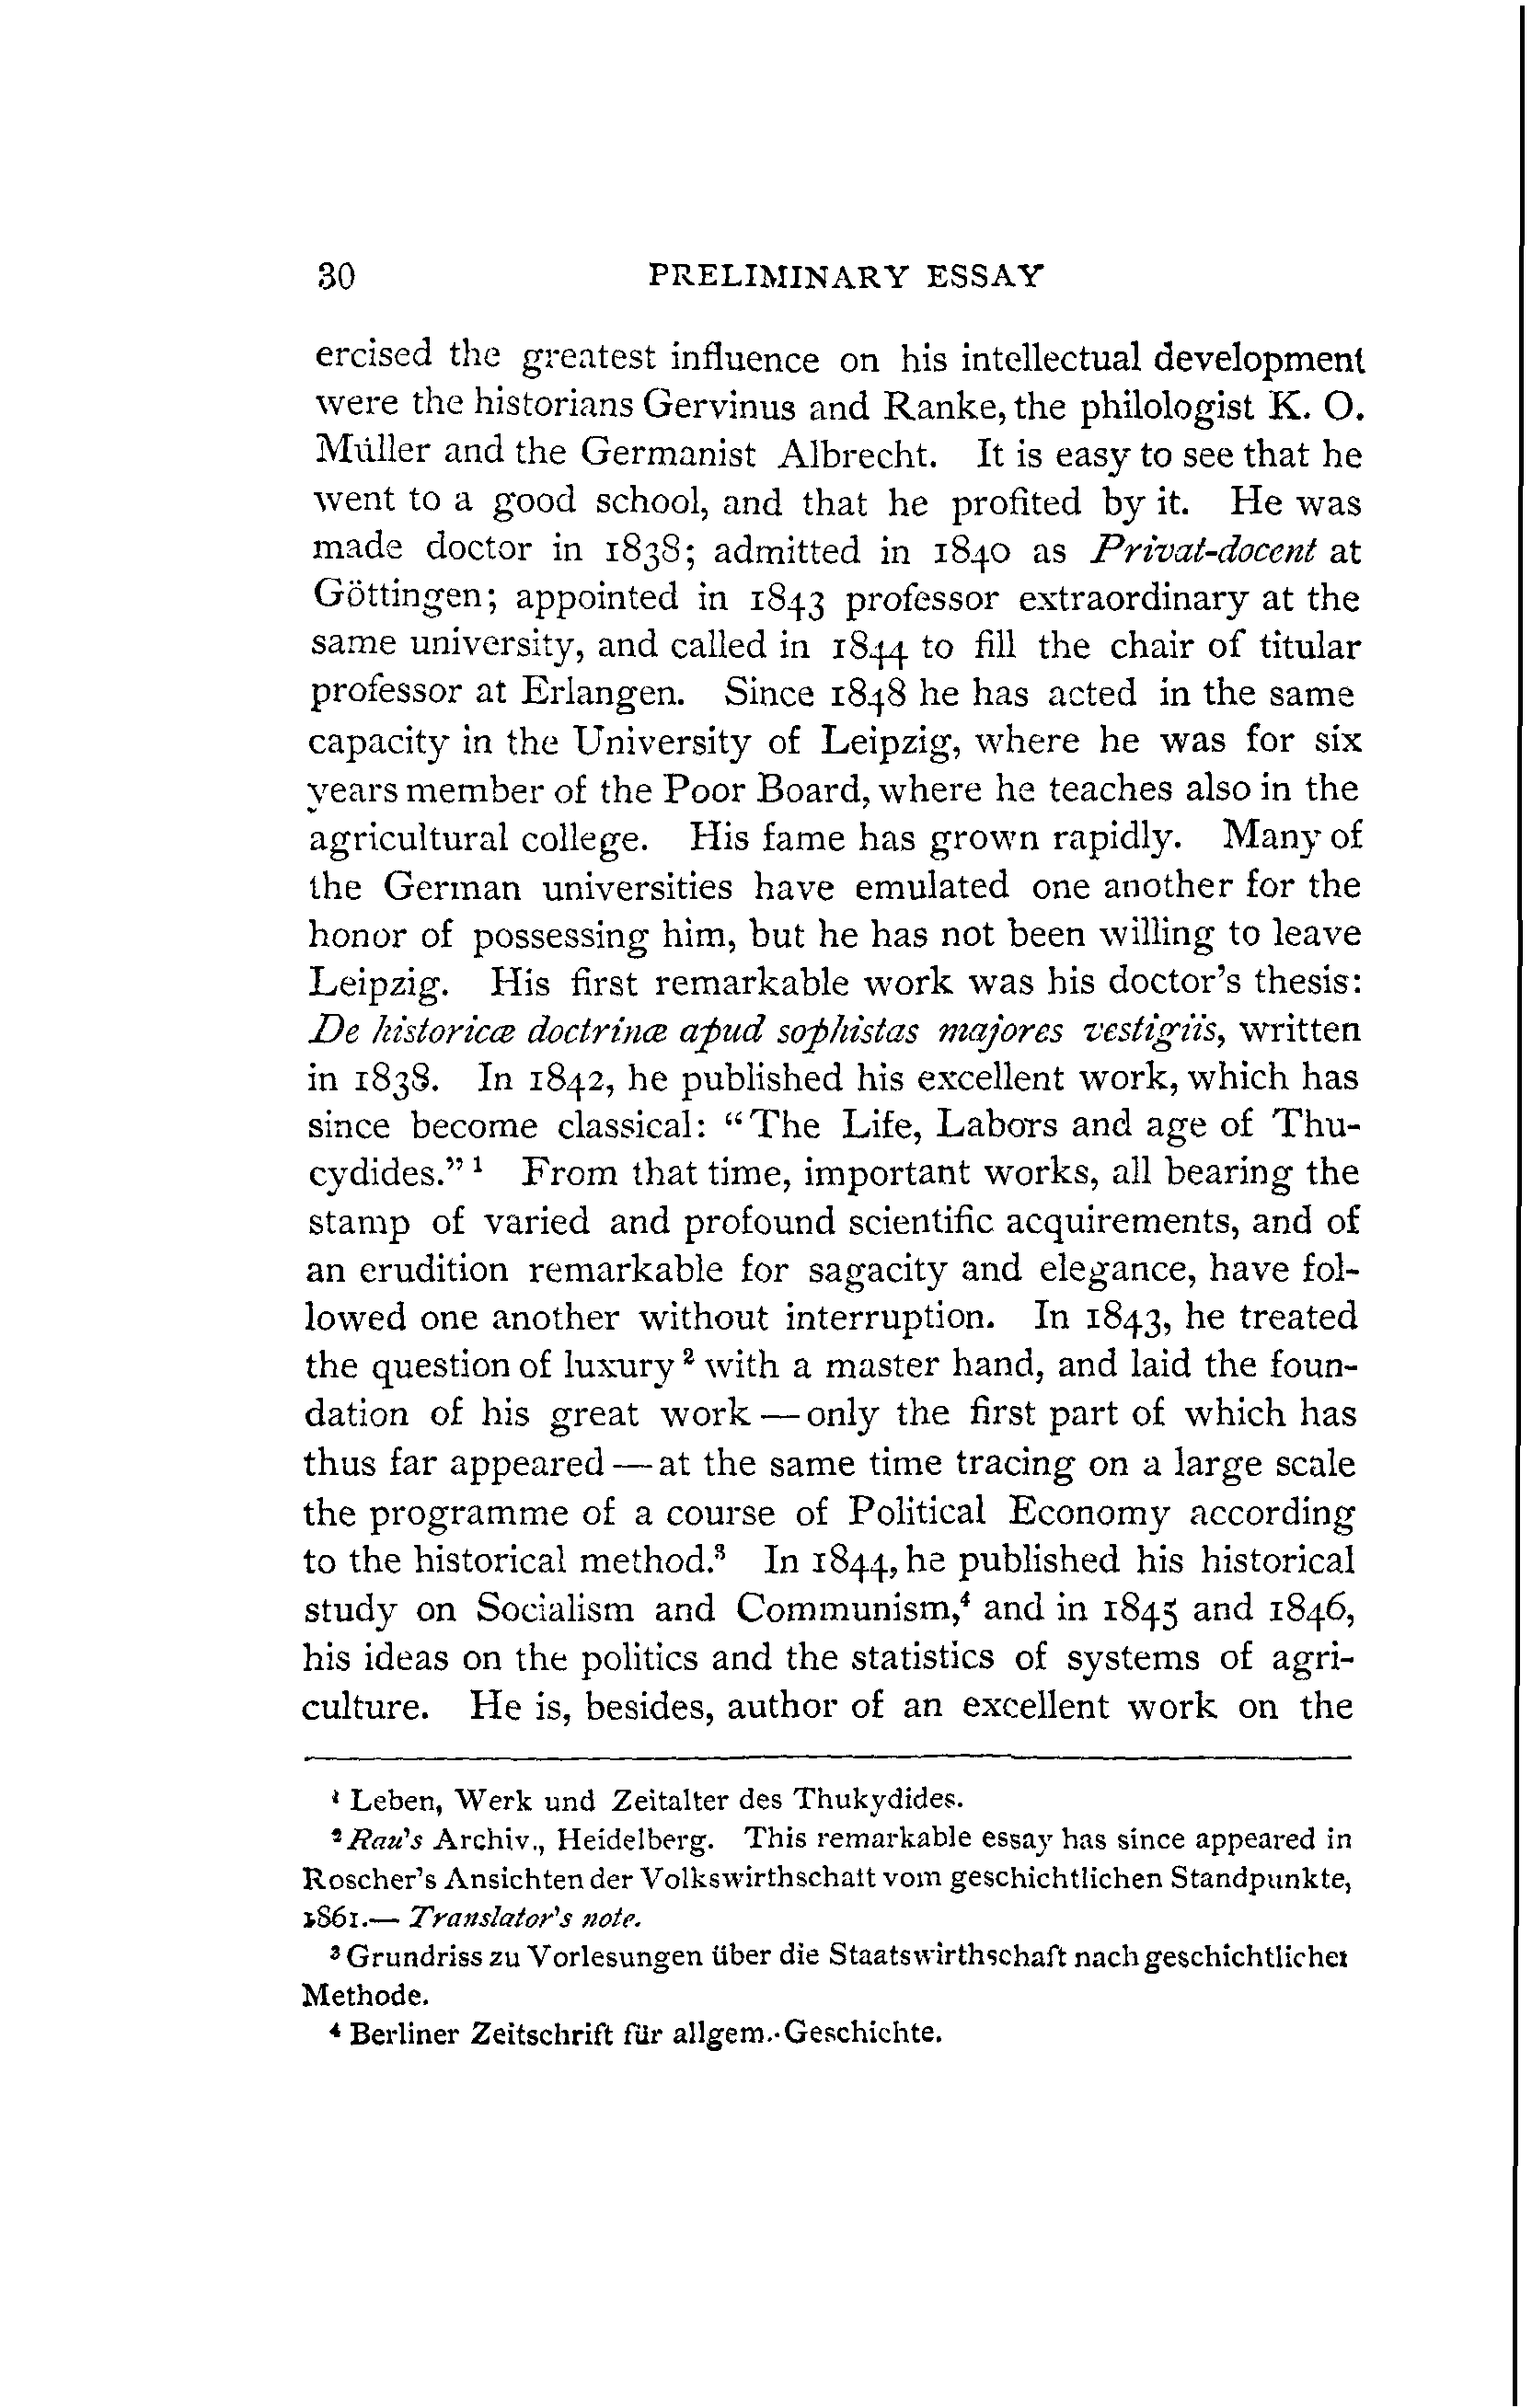 30 PRELIMINARY ESSAY
ercised the greatest influence on his intellectual development
were the historians Gervinus and Ranke, the philologist K. O.
Müller and the Germanist Albrecht. It is easy to see that he
went to a good school, and that he profited by it. He was
made doctor in 1838; admitted in 1840 as Privat-docent at
Göttingen; appointed in 1843 professor extraordinary at the
same university, and called in 1844 to fill the chair of titular
professor at Erlangen. Since 1848 he has acted in the same
capacity in the University of Leipzig, where he was for six
years member of the Poor Board, where he teaches also in the
agricultural college. His fame has grown rapidly. Many of
the German universities have emulated one another for the
honor of possessing him, but he has not been willing to leave
Leipzig. His first remarkable work was his doctor's thesis:
De historicæ doctrinæ apud sophistas majores vestigiis, written
in 1838. In 1842, he published his excellent work, which has
since become classical: "The Life, Labors and age of Thu-
cydides." ¹ From that time, important works, all bearing the
stamp of varied and profound scientific acquirements, and of
an erudition remarkable for sagacity and elegance, have fol-
lowed one another without interruption. In 1843, he treated
the question of luxury ² with a master hand, and laid the foun-
dation of his great work — only the first part of which has
thus far appeared — at the same time tracing on a large scale
the programme of a course of Political Economy according
to the historical method.³ In 1844, he published his historical
study on Socialism and Communism,⁴ and in 1845 and 1846,
his ideas on the politics and the statistics of systems of agri-
culture. He is, besides, author of an excellent work on the
¹ Leben, Werk und Zeitalter des Thukydides.
² Rau's Archiv., Heidelberg. This remarkable essay has since appeared in
Roscher's Ansichten der Volkswirthschatt vom geschichtlichen Standpunkte,
1861.— Translator's note.
³ Grundriss zu Vorlesungen über die Staatswirthschaft nach geschichtlicher
Methode.
⁴ Berliner Zeitschrift für allgem.·Geschichte.